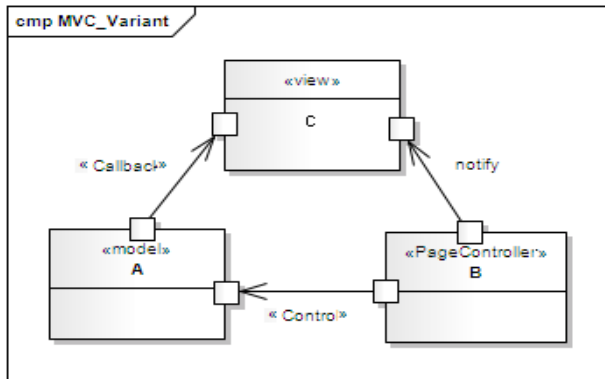 cmp MVC_Variant
«view»
C
« Callback»
notify
«model»
A
«PageController»
B
« Control»